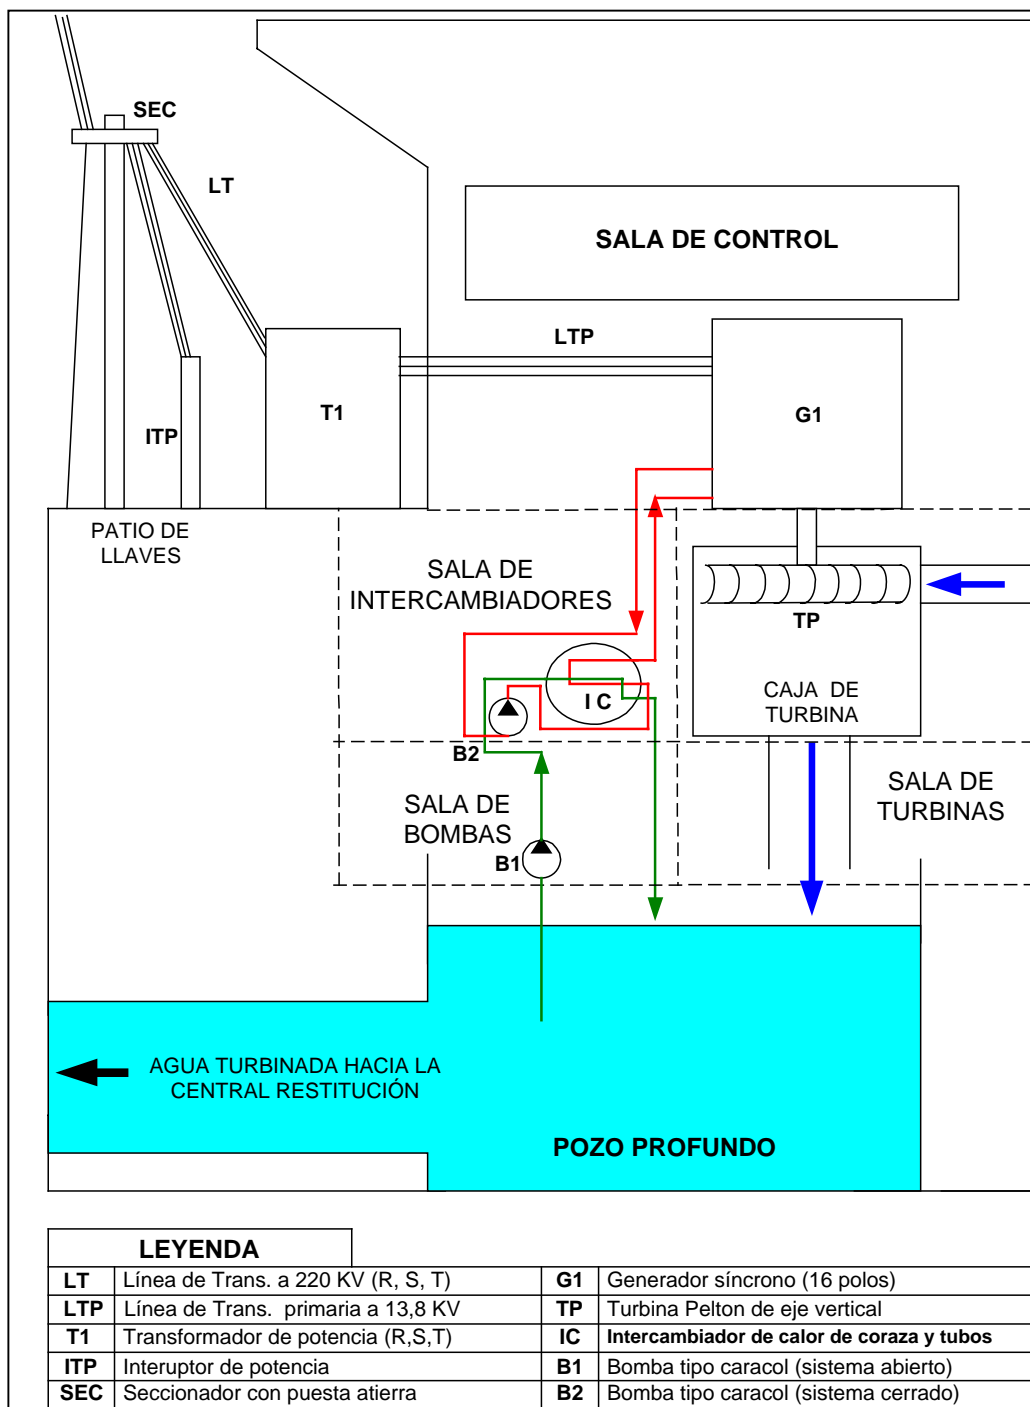 SEC
LT
SALA DE CONTROL
LTP
T1
G1
ITP
PATIO DE
LLAVES
SALA DE
INTERCAMBIADORES
TP
I C
CAJA DE
TURBINA
B2
SALA DE
BOMBAS
SALA DE
TURBINAS
B1
AGUA TURBINADA HACIA LA
CENTRAL RESTITUCIÓN
POZO PROFUNDO
LEYENDA
LT Línea de Trans. a 220 KV (R, S, T) G1 Generador síncrono (16 polos)
LTP Línea de Trans. primaria a 13,8 KV TP Turbina Pelton de eje vertical
T1 Transformador de potencia (R,S,T) IC Intercambiador de calor de coraza y tubos
ITP Interuptor de potencia B1 Bomba tipo caracol (sistema abierto)
SEC Seccionador con puesta atierra B2 Bomba tipo caracol (sistema cerrado)